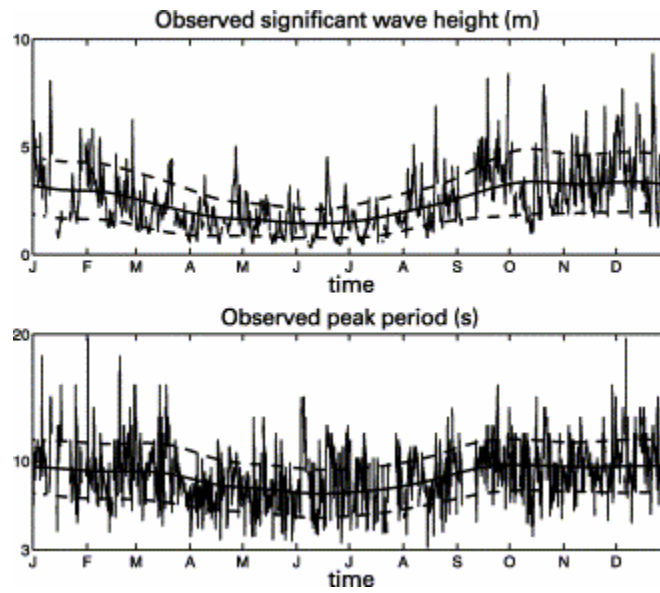 Observed significant wave height (m)
10
5
0
J F M A M J J A S O N D
time
Observed peak period (s)
20
10
3
J F M A M J J A S O N D
time